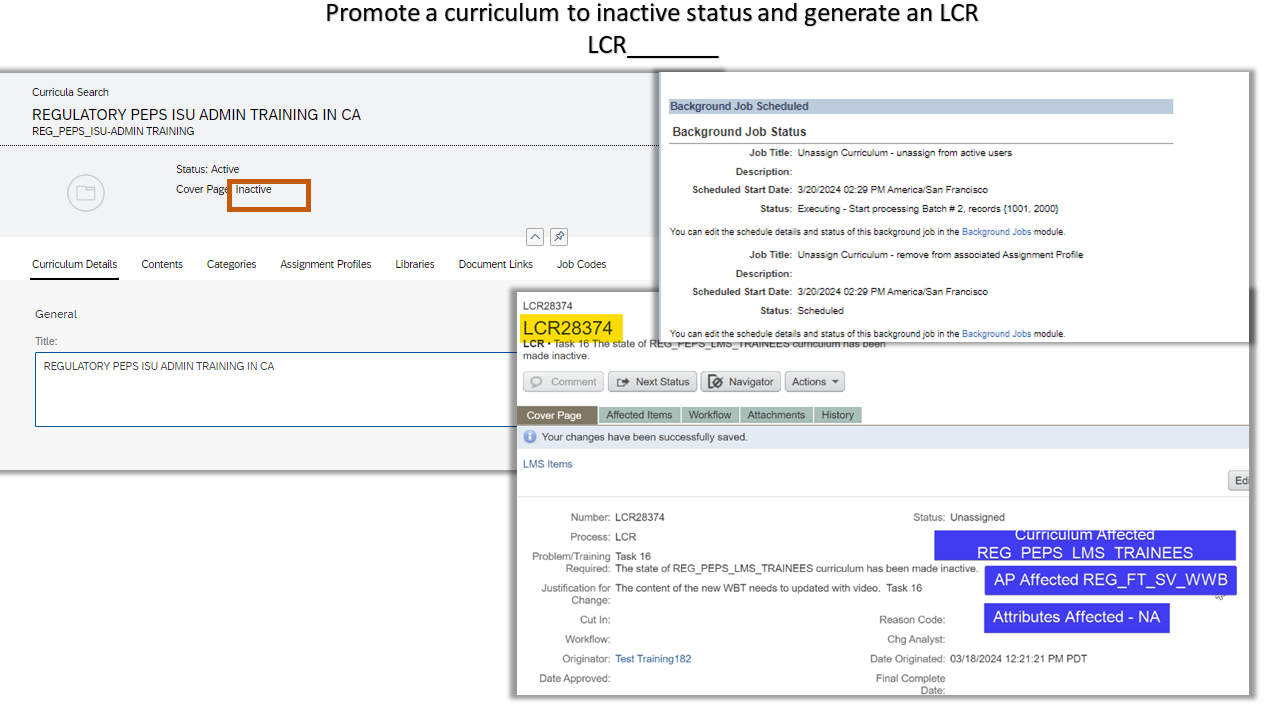 Promote a curriculum to inactive status and generate an LCR
LCR_______
Curricula Search
REGULATORY PEPS ISU ADMIN TRAINING IN CA
REG_PEPS_ISU-ADMIN TRAINING
Status: Active
Cover Page Inactive
Curriculum Details Contents Categories Assignment Profiles Libraries Document Links Job Codes
General
Title:
REGULATORY PEPS ISU ADMIN TRAINING IN CA
Background Job Scheduled
Background Job Status
Job Title: Unassign Curriculum - unassign from active users
Description:
Scheduled Start Date: 3/20/2024 02:29 PM America/San Francisco
Status: Executing - Start processing Batch # 2, records {1001, 2000}
You can edit the schedule details and status of this background job in the Background Jobs module.
Job Title: Unassign Curriculum - remove from associated Assignment Profile
Description:
Scheduled Start Date: 3/20/2024 02:29 PM America/San Francisco
Status: Scheduled
You can edit the schedule details and status of this background job in the Background Jobs module.
LCR28374
LCR28374
LCR • Task 16 The state of REG_PEPS_LMS_TRAINEES curriculum has been
made inactive.
Comment Next Status Navigator Actions
Cover Page Affected Items Workflow Attachments History
Your changes have been successfully saved.
LMS Items
Number: LCR28374 Status: Unassigned
Process: LCR
Curriculum Affected
REG_PEPS_LMS_TRAINEES
Problem/Training Task 16
Required: The state of REG_PEPS_LMS_TRAINEES curriculum has been made inactive.
AP Affected REG_FT_SV_WWB
Justification for The content of the new WBT needs to updated with video. Task 16
Change:
Attributes Affected - NA
Cut In: Reason Code:
Workflow: Chg Analyst:
Originator: Test Training182 Date Originated: 03/18/2024 12:21:21 PM PDT
Date Approved: Final Complete
Date: